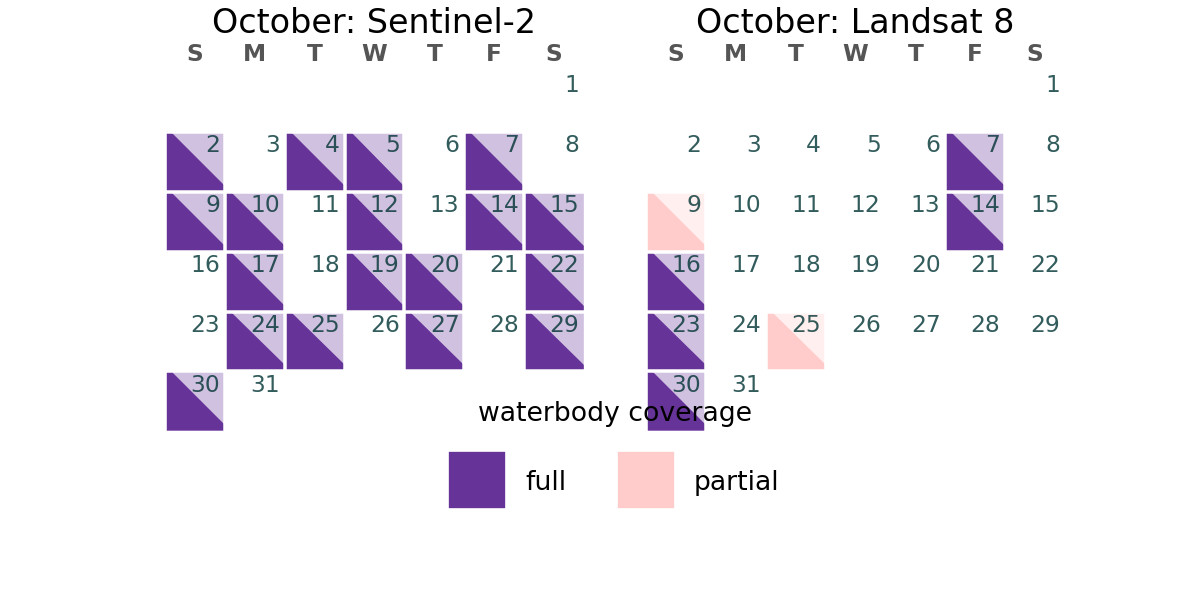 October: Sentinel-2
S M T W T F S
1
2 3 4 5 6 7 8
9 10 11 12 13 14 15
16 17 18 19 20 21 22
23 24 25 26 27 28 29
30 31
October: Landsat 8
S M T W T F S
1
2 3 4 5 6 7 8
9 10 11 12 13 14 15
16 17 18 19 20 21 22
23 24 25 26 27 28 29
30 31
waterbody coverage
full
partial